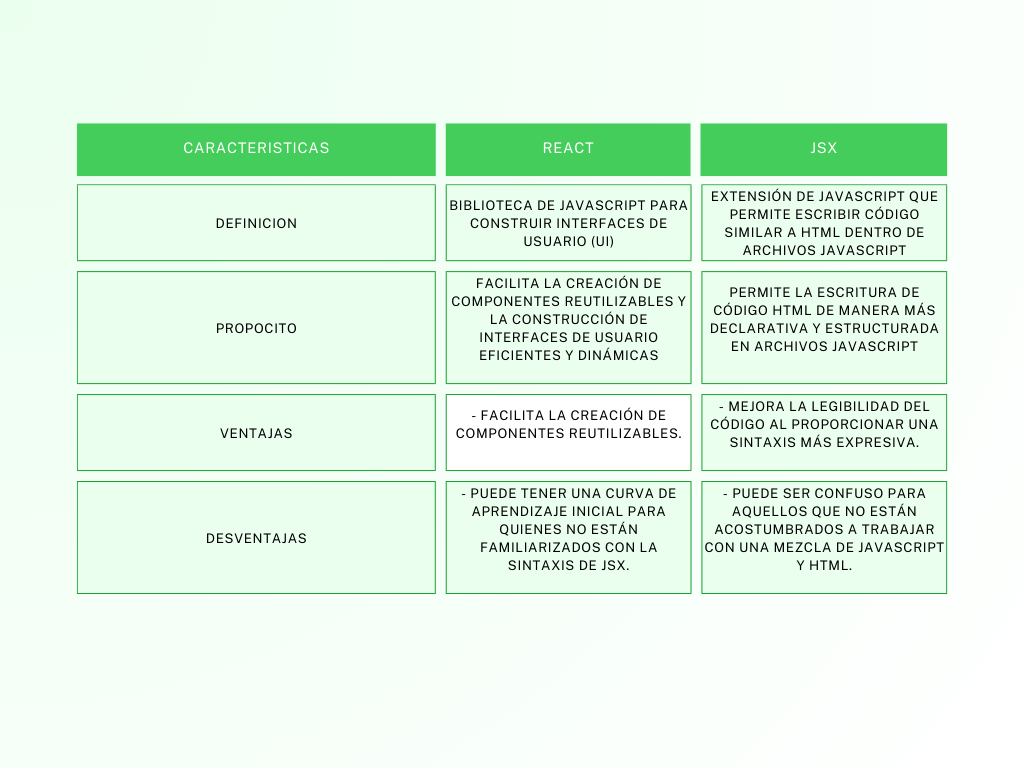 CARACTERISTICAS
REACT
JSX
DEFINICION
BIBLIOTECA DE JAVASCRIPT PARA
CONSTRUIR INTERFACES DE
USUARIO (UI)
EXTENSIÓN DE JAVASCRIPT QUE
PERMITE ESCRIBIR CÓDIGO
SIMILAR A HTML DENTRO DE
ARCHIVOS JAVASCRIPT
PROPOCITO
FACILITA LA CREACIÓN DE
COMPONENTES REUTILIZABLES Y
LA CONSTRUCCIÓN DE
INTERFACES DE USUARIO
EFICIENTES Y DINÁMICAS
PERMITE LA ESCRITURA DE
CÓDIGO HTML DE MANERA MÁS
DECLARATIVA Y ESTRUCTURADA
EN ARCHIVOS JAVASCRIPT
VENTAJAS
- FACILITA LA CREACIÓN DE
COMPONENTES REUTILIZABLES.
- MEJORA LA LEGIBILIDAD DEL
CÓDIGO AL PROPORCIONAR UNA
SINTAXIS MÁS EXPRESIVA.
DESVENTAJAS
- PUEDE TENER UNA CURVA DE
APRENDIZAJE INICIAL PARA
QUIENES NO ESTÁN
FAMILIARIZADOS CON LA
SINTAXIS DE JSX.
- PUEDE SER CONFUSO PARA
AQUELLOS QUE NO ESTÁN
ACOSTUMBRADOS A TRABAJAR
CON UNA MEZCLA DE JAVASCRIPT
Y HTML.